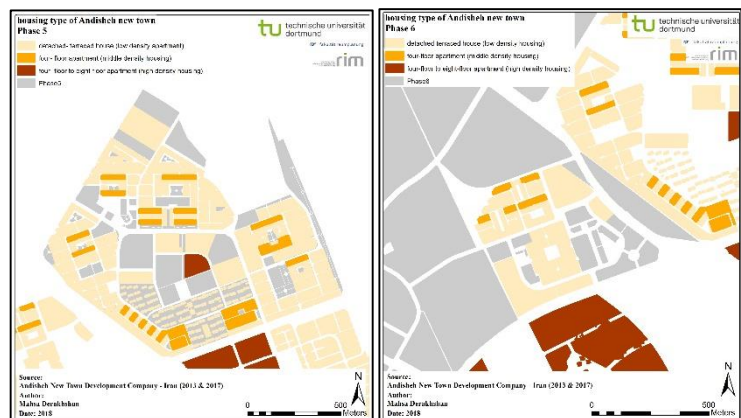 housing type of Andisheh new town
Phase 5
tu technische universität
dortmund
rim
detached- terraced house (low density apartment)
four- floor apartment (middle density housing)
four-floor to eight-floor apartment (high density housing)
Source:
Andisheh New Town Development Company - Iran (2013 & 2017)
Author:
Mahsa Derakhshan
Date: 2018
N
0
500
Meters
housing type of Andisheh new town
Phase 6
tu technische universität
dortmund
rim
detached terraced house (low density housing)
four-floor apartment (middle density housing)
four-floor to eight-floor apartment (high density housing)
Source:
Andisheh New Town Development Company - Iran (2013 & 2017)
Author:
Mahsa Derakhshan
Date: 2018
N
0
500
Meters